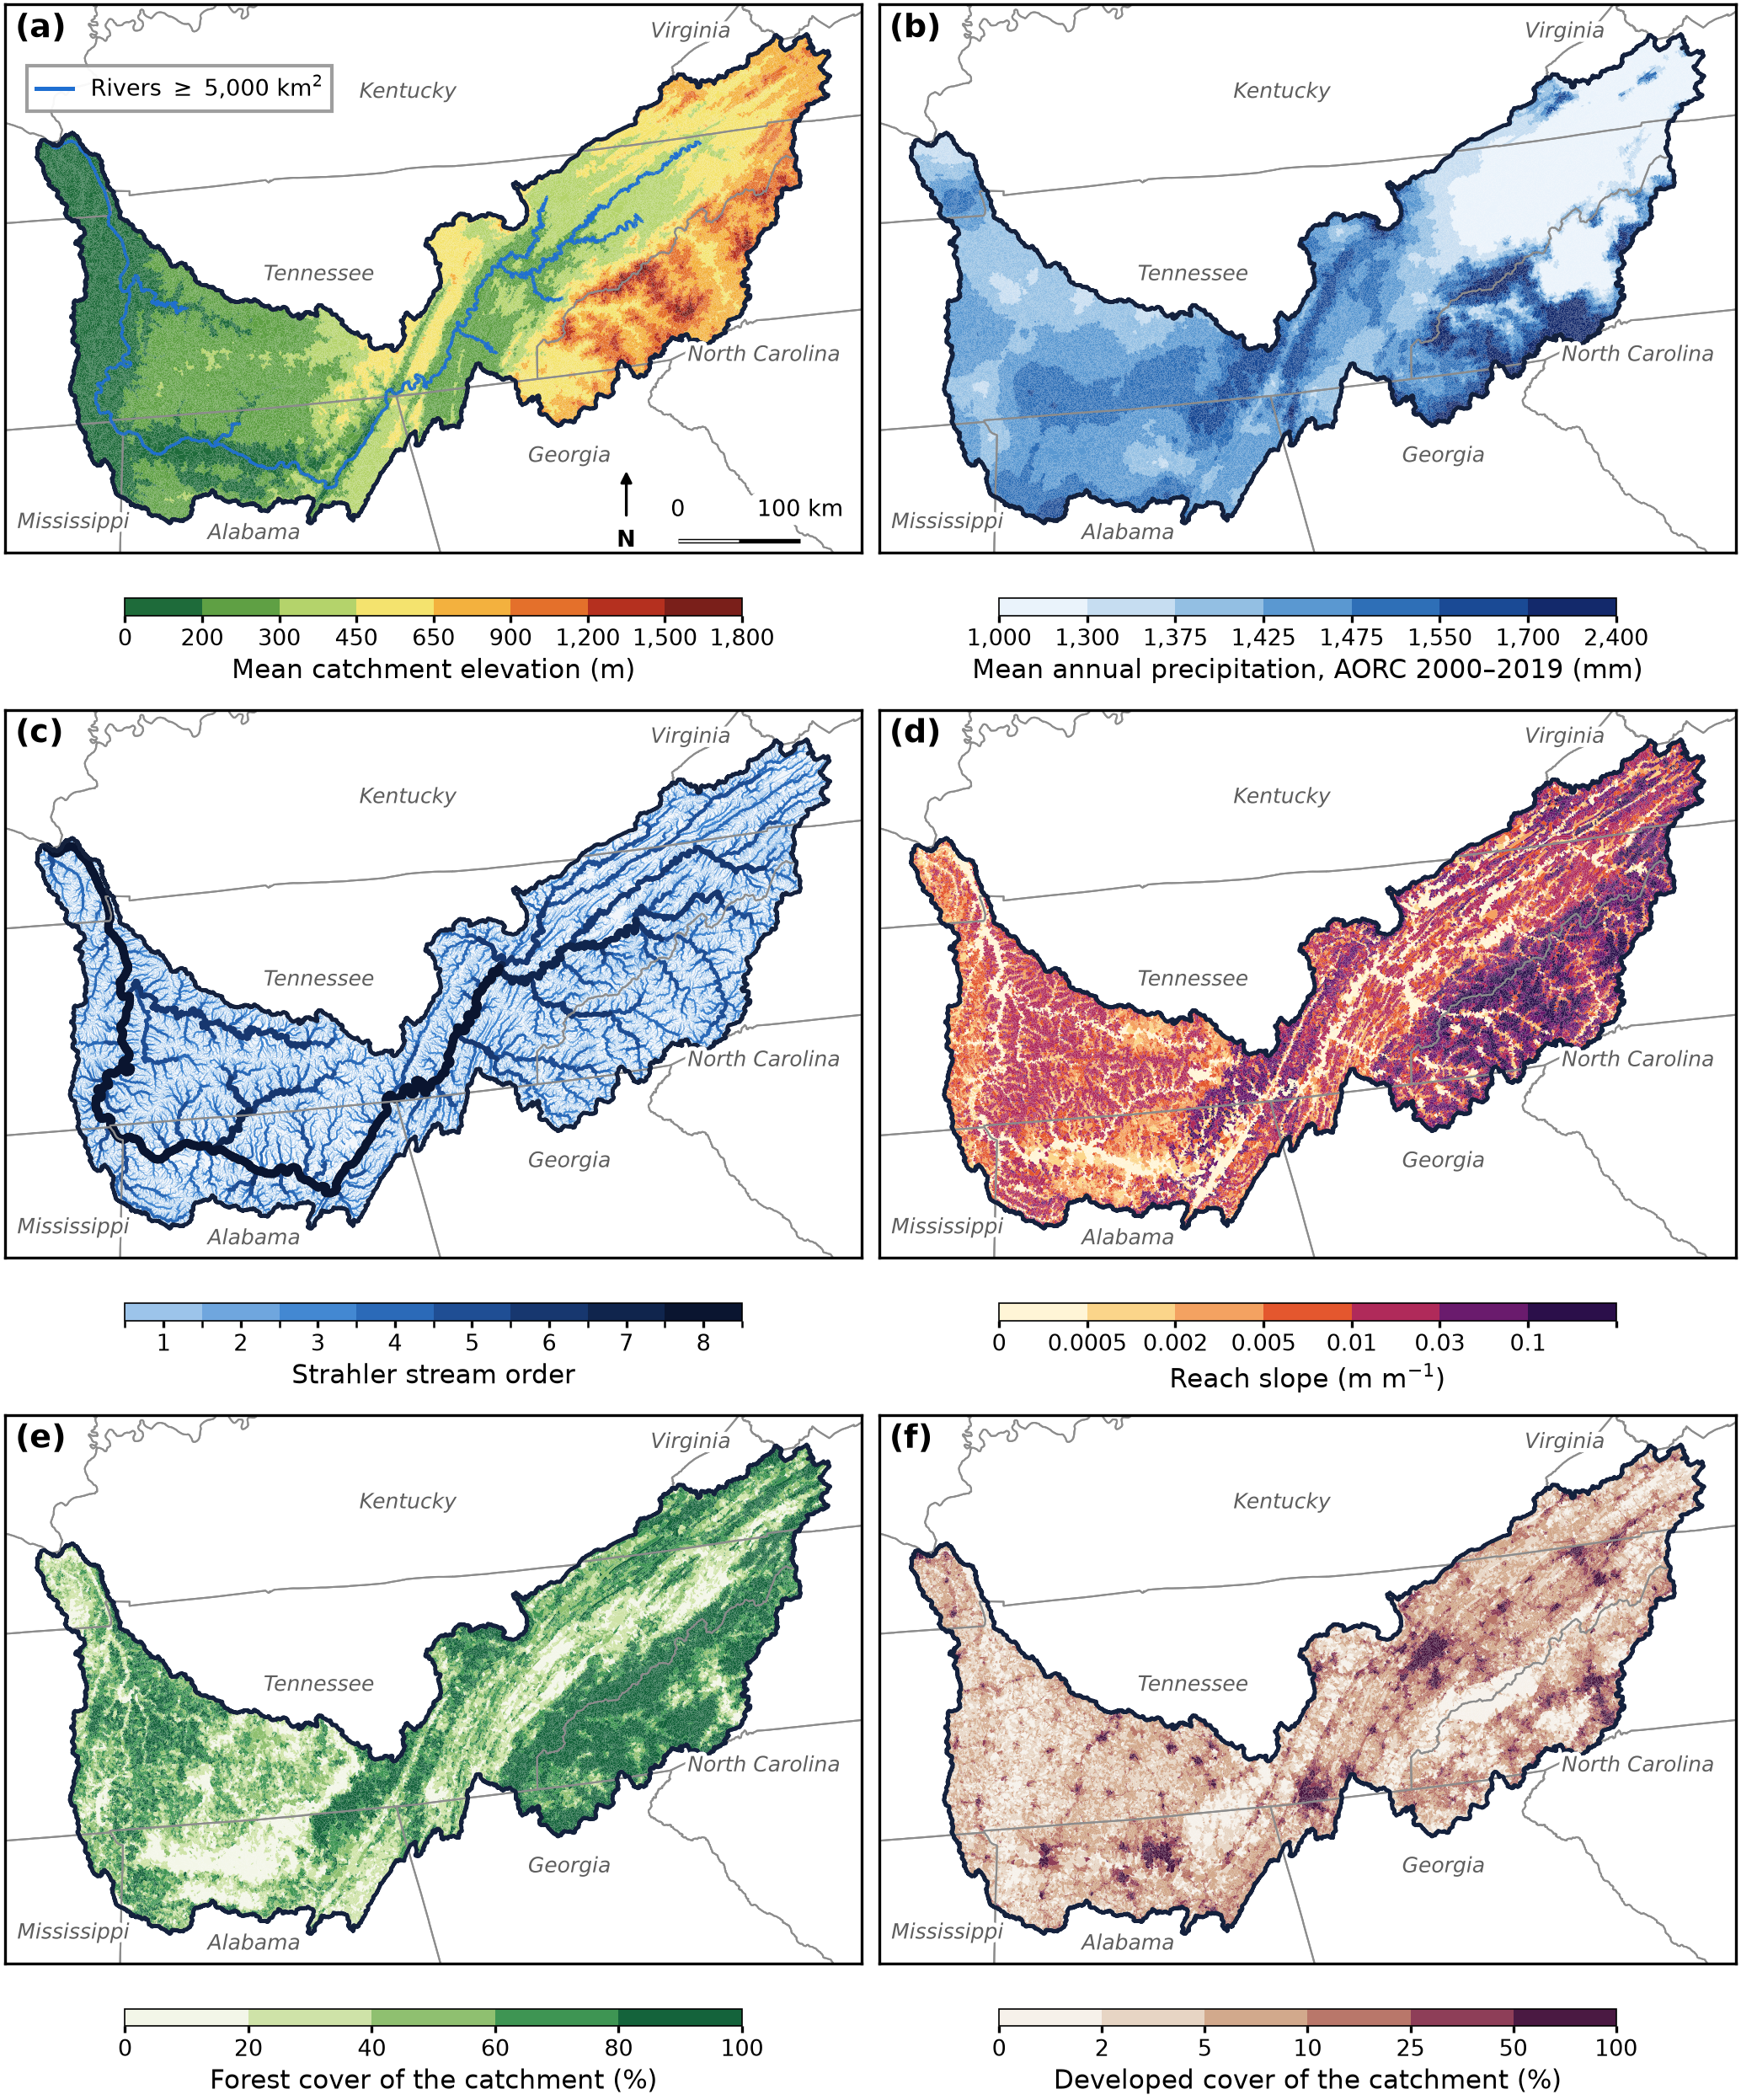 (a)
Virginia
Rivers ≥ 5,000 km²
Kentucky
Tennessee
North Carolina
Georgia
Mississippi
Alabama
N
0 100 km
0 200 300 450 650 900 1,200 1,500 1,800
Mean catchment elevation (m)
(b)
Virginia
Kentucky
Tennessee
North Carolina
Georgia
Mississippi
Alabama
1,000 1,300 1,375 1,425 1,475 1,550 1,700 2,400
Mean annual precipitation, AORC 2000–2019 (mm)
(c)
Virginia
Kentucky
Tennessee
North Carolina
Georgia
Mississippi
Alabama
1 2 3 4 5 6 7 8
Strahler stream order
(d)
Virginia
Kentucky
Tennessee
North Carolina
Georgia
Mississippi
Alabama
0 0.0005 0.002 0.005 0.01 0.03 0.1
Reach slope (m m⁻¹)
(e)
Virginia
Kentucky
Tennessee
North Carolina
Georgia
Mississippi
Alabama
0 20 40 60 80 100
Forest cover of the catchment (%)
(f)
Virginia
Kentucky
Tennessee
North Carolina
Georgia
Mississippi
Alabama
0 2 5 10 25 50 100
Developed cover of the catchment (%)